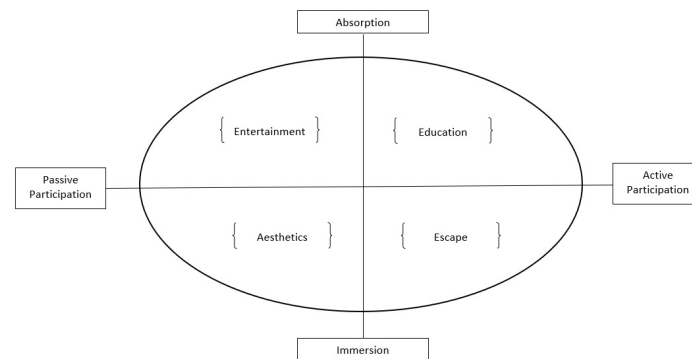 Absorption
{ Entertainment }
{ Education }
Passive
Participation
Active
Participation
{ Aesthetics }
{ Escape }
Immersion